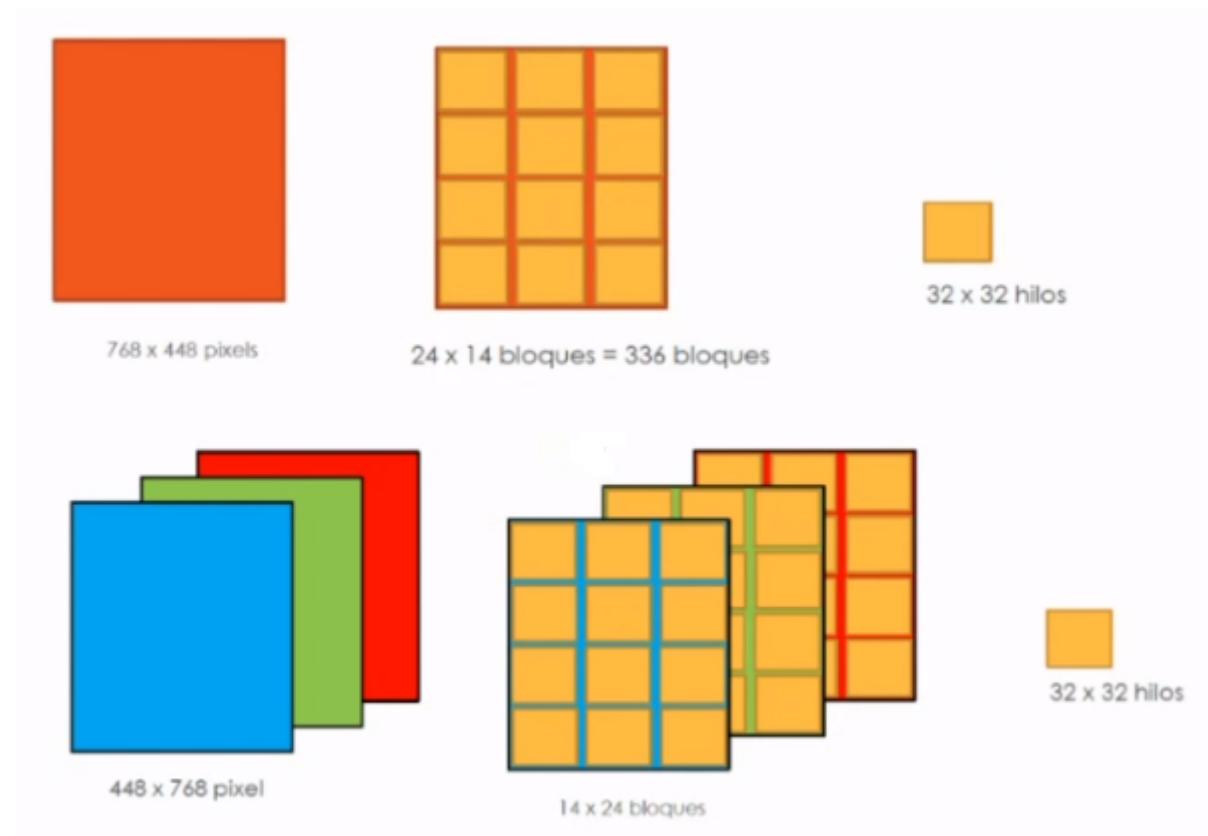 768 x 448 pixels
24 x 14 bloques = 336 bloques
32 x 32 hilos
448 x 768 pixel
14 x 24 bloques
32 x 32 hilos